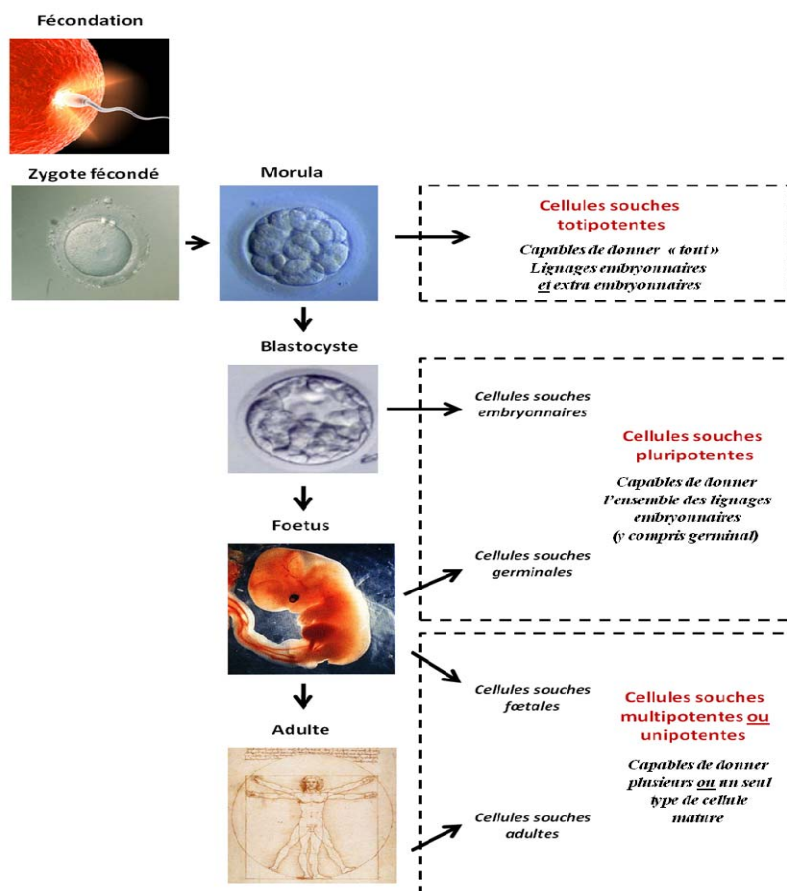 Fécondation
Zygote fécondé
Morula
Cellules souches
totipotentes
Capables de donner « tout »
Lignages embryonnaires
et extra embryonnaires
Blastocyste
Cellules souches
embryonnaires
Cellules souches
pluripotentes
Capables de donner
l'ensemble des lignages
embryonnaires
(y compris germinal)
Foetus
Cellules souches
germinales
Cellules souches
fœtales
Cellules souches
multipotentes ou
unipotentes
Capables de donner
plusieurs ou un seul
type de cellule
mature
Adulte
Cellules souches
adultes